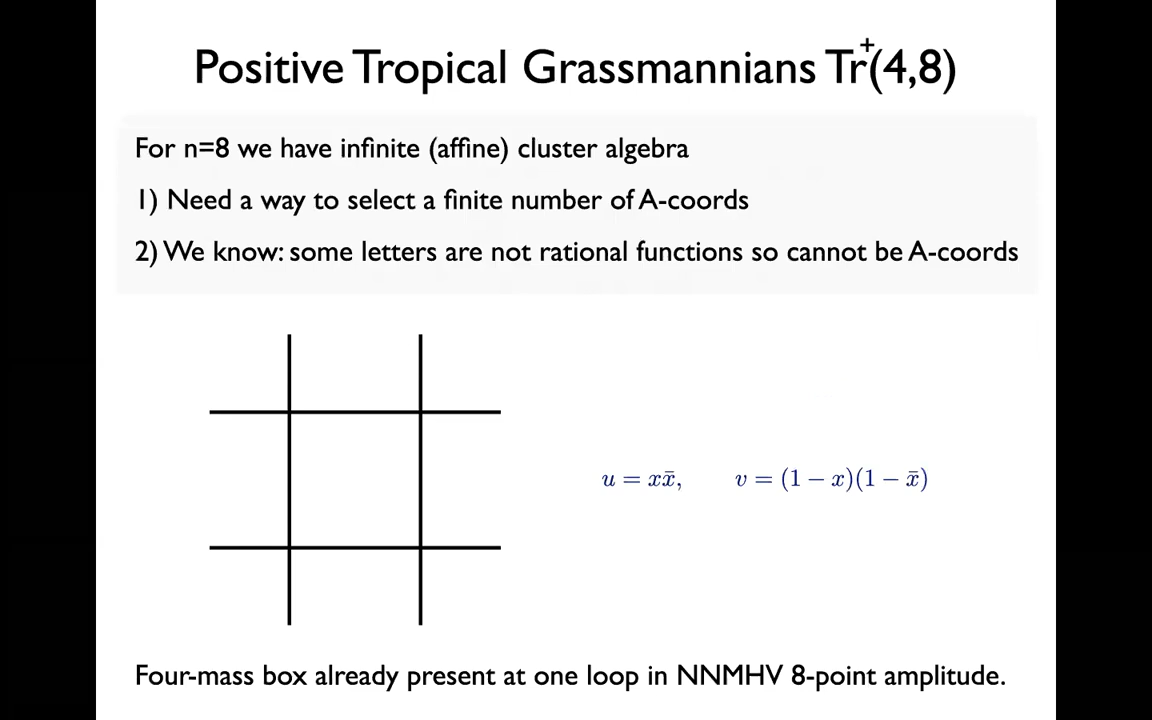 Positive Tropical Grassmannians Tr⁺(4,8)
For n=8 we have infinite (affine) cluster algebra
1) Need a way to select a finite number of A-coords
2) We know: some letters are not rational functions so cannot be A-coords
u = xx̄, v = (1 − x)(1 − x̄)
Four-mass box already present at one loop in NNMHV 8-point amplitude.